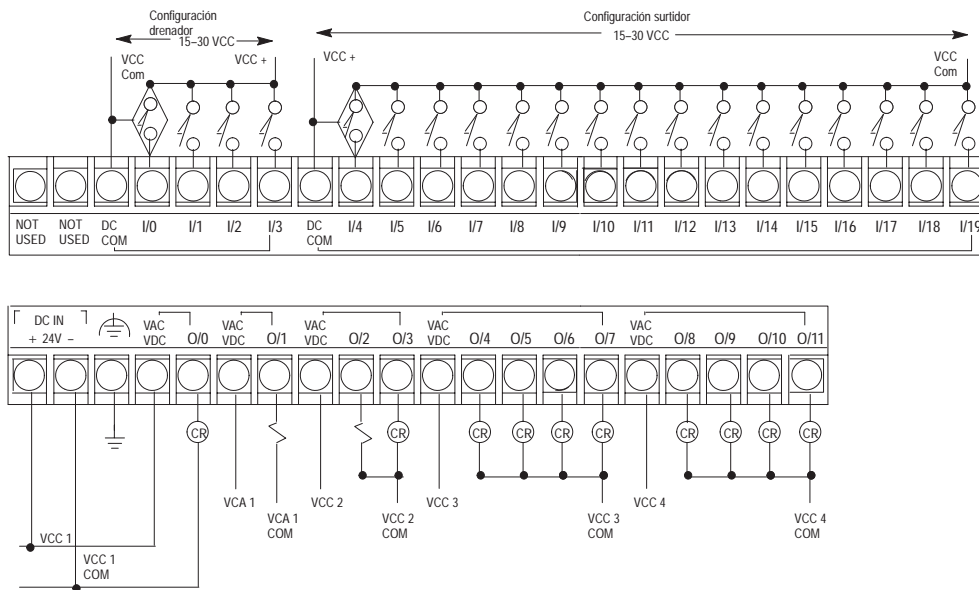 Configuración
drenador
15–30 VCC
Configuración surtidor
15–30 VCC
VCC
Com
VCC +
VCC +
VCC
Com
NOT
USED
NOT
USED
DC
COM
I/0
I/1
I/2
I/3
DC
COM
I/4
I/5
I/6
I/7
I/8
I/9
I/10
I/11
I/12
I/13
I/14
I/15
I/16
I/17
I/18
I/19
DC IN
+ 24V –
VAC
VDC
O/0
VAC
VDC
O/1
VAC
VDC
O/2
O/3
VAC
VDC
O/4
O/5
O/6
O/7
VAC
VDC
O/8
O/9
O/10
O/11
CR
CR
CR
CR
CR
CR
CR
CR
CR
CR
VCA 1
VCA 1
COM
VCC 2
VCC 2
COM
VCC 3
VCC 3
COM
VCC 4
VCC 4
COM
VCC 1
VCC 1
COM